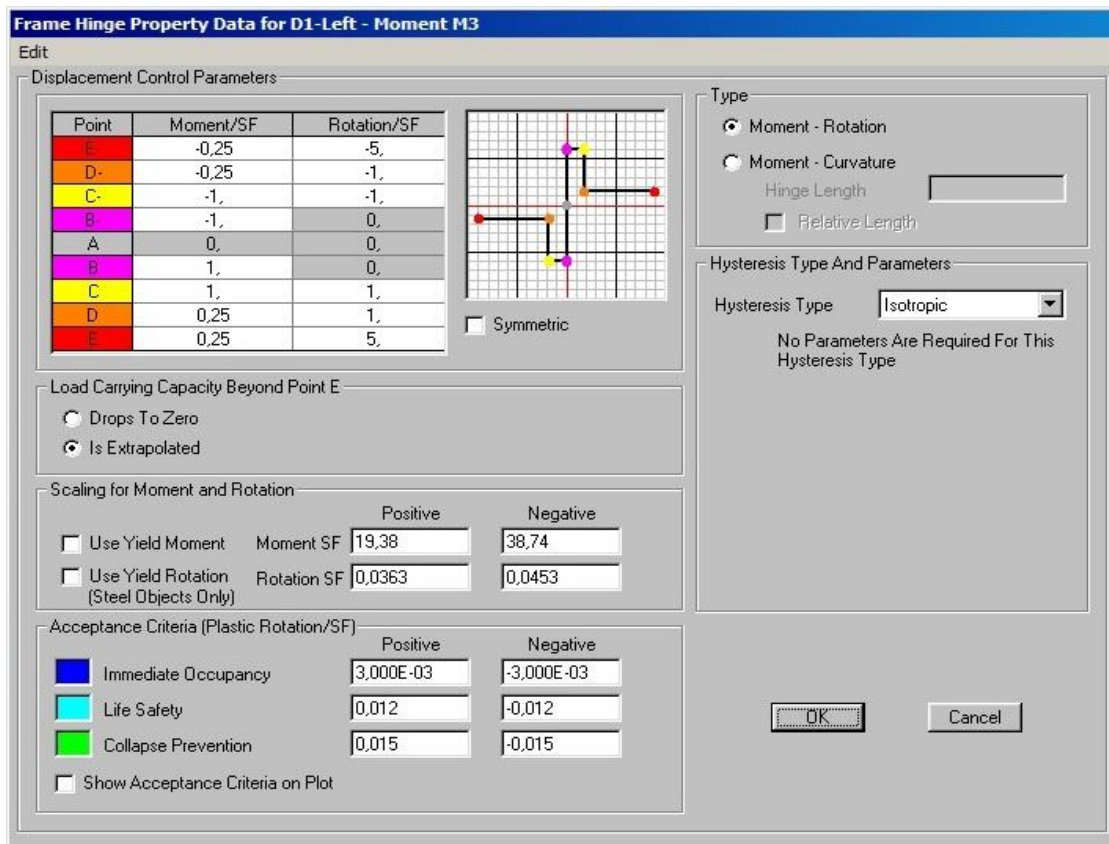 Frame Hinge Property Data for D1-Left - Moment M3
Edit
Displacement Control Parameters
Point Moment/SF Rotation/SF
E- -0,25 -5,
D- -0,25 -1,
C- -1, -1,
B- -1, 0,
A 0, 0,
B 1, 0,
C 1, 1,
D 0,25 1,
E 0,25 5,
Symmetric
Load Carrying Capacity Beyond Point E
Drops To Zero
Is Extrapolated
Scaling for Moment and Rotation
Positive Negative
Use Yield Moment Moment SF 19,38 38,74
Use Yield Rotation Rotation SF 0,0363 0,0453
(Steel Objects Only)
Acceptance Criteria (Plastic Rotation/SF)
Positive Negative
Immediate Occupancy 3,000E-03 -3,000E-03
Life Safety 0,012 -0,012
Collapse Prevention 0,015 -0,015
Show Acceptance Criteria on Plot
Type
Moment - Rotation
Moment - Curvature
Hinge Length
Relative Length
Hysteresis Type And Parameters
Hysteresis Type Isotropic
No Parameters Are Required For This
Hysteresis Type
OK Cancel